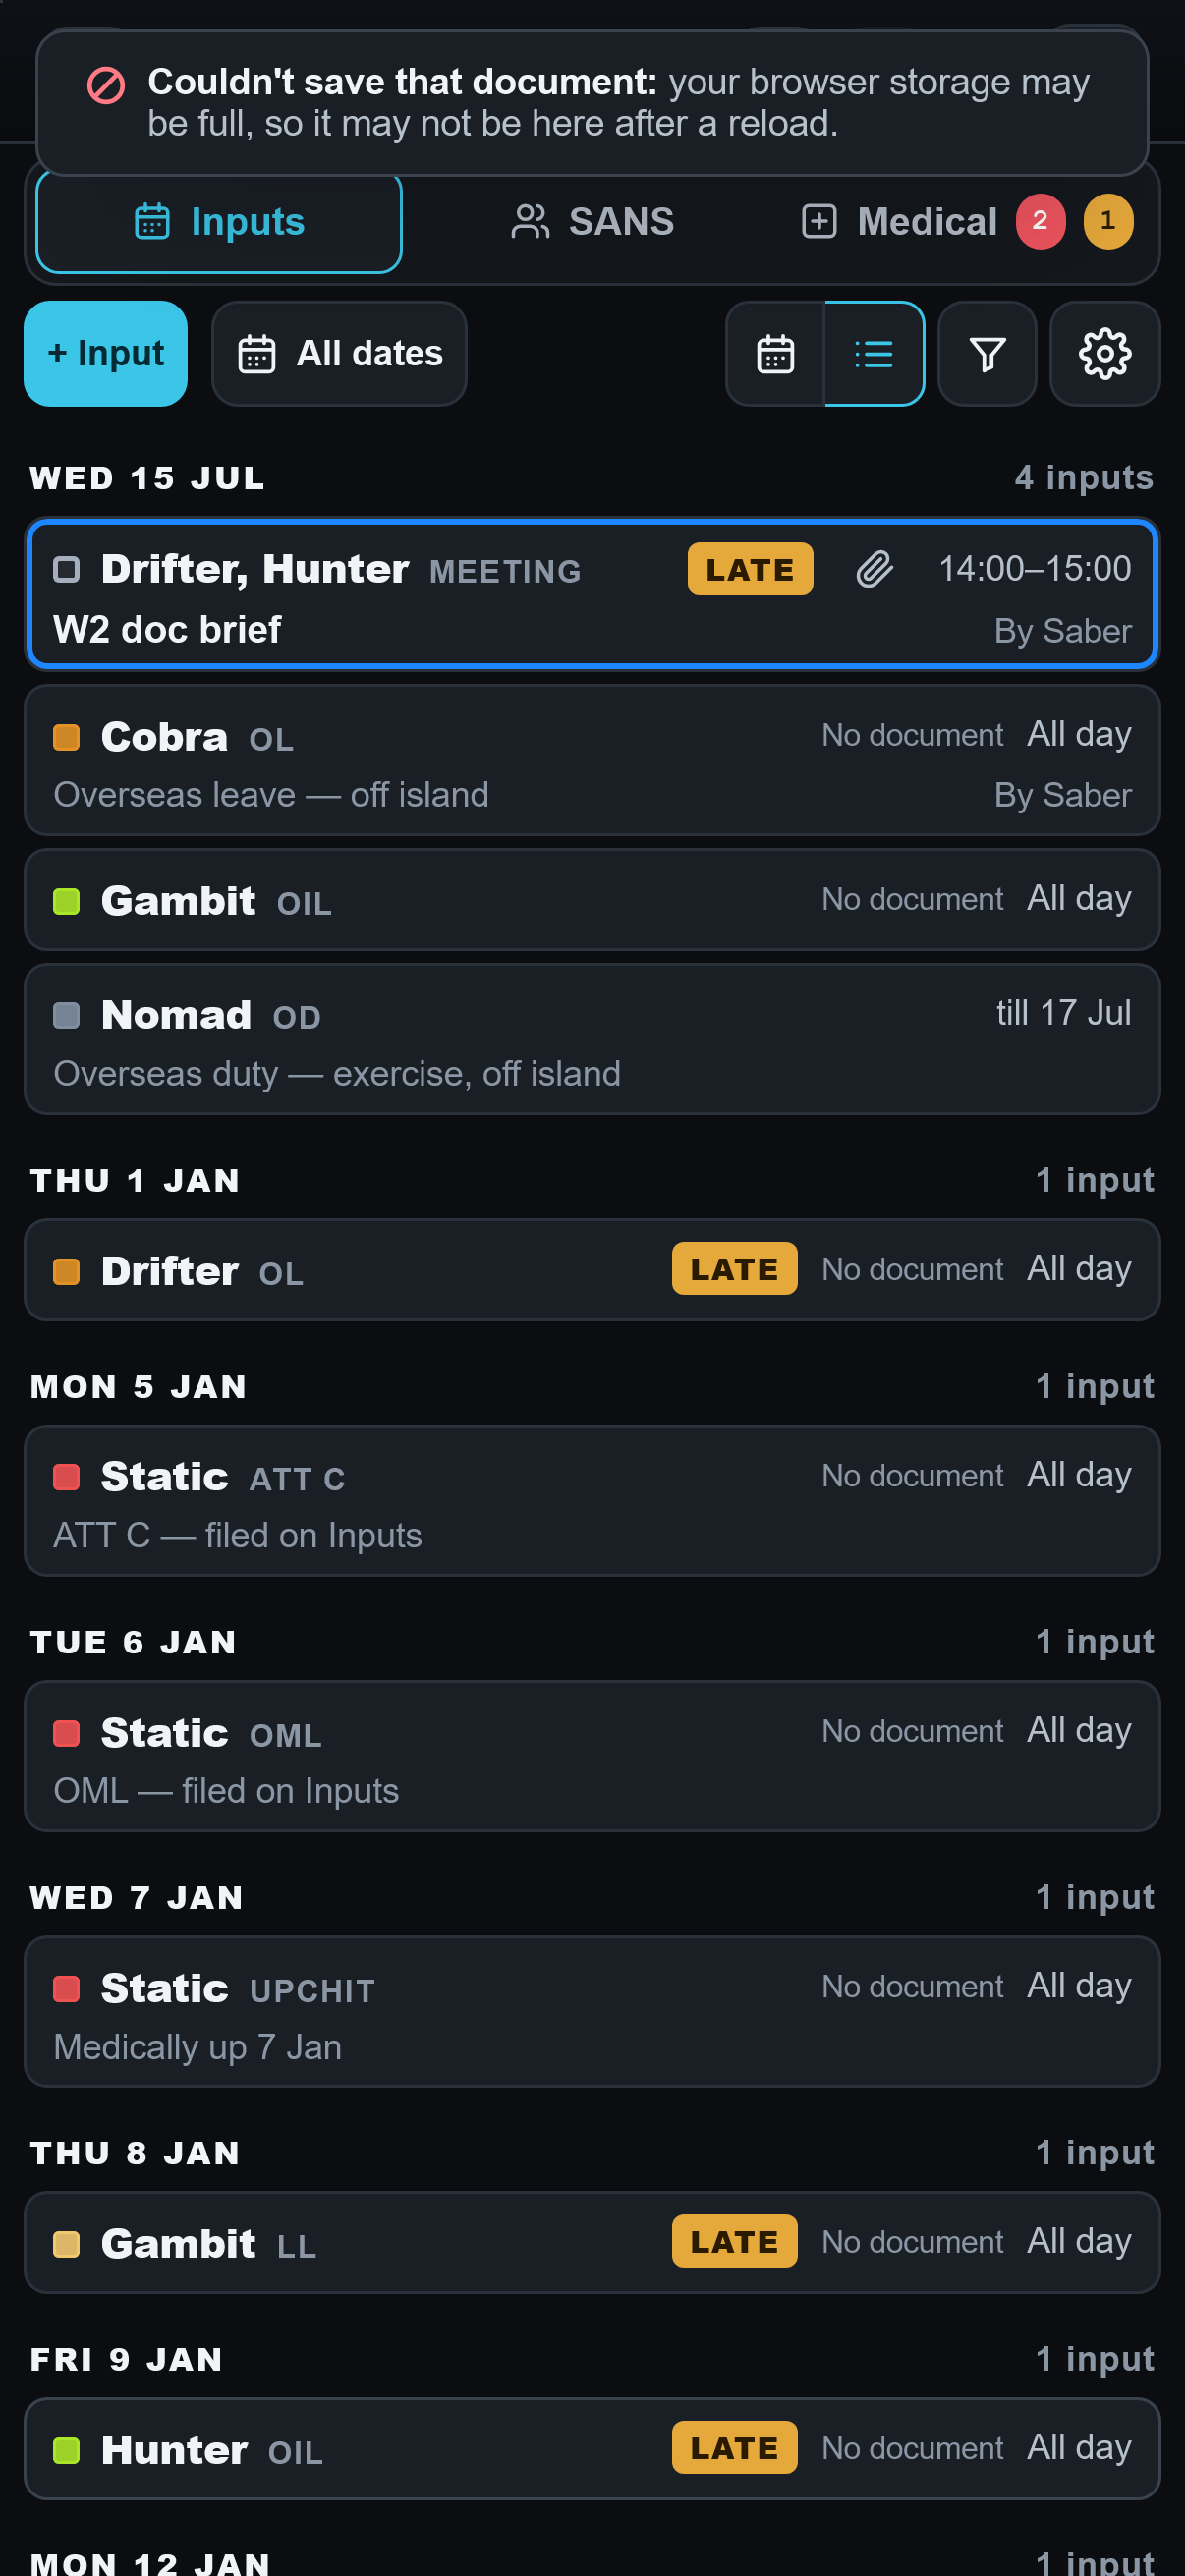 Couldn't save that document: your browser storage may
be full, so it may not be here after a reload.
Inputs SANS Medical 2 1
+ Input All dates
WED 15 JUL 4 inputs
Drifter, Hunter MEETING LATE 14:00–15:00
W2 doc brief By Saber
Cobra OL No document All day
Overseas leave — off island By Saber
Gambit OIL No document All day
Nomad OD till 17 Jul
Overseas duty — exercise, off island
THU 1 JAN 1 input
Drifter OL LATE No document All day
MON 5 JAN 1 input
Static ATT C No document All day
ATT C — filed on Inputs
TUE 6 JAN 1 input
Static OML No document All day
OML — filed on Inputs
WED 7 JAN 1 input
Static UPCHIT No document All day
Medically up 7 Jan
THU 8 JAN 1 input
Gambit LL LATE No document All day
FRI 9 JAN 1 input
Hunter OIL LATE No document All day
MON 12 JAN 1 input